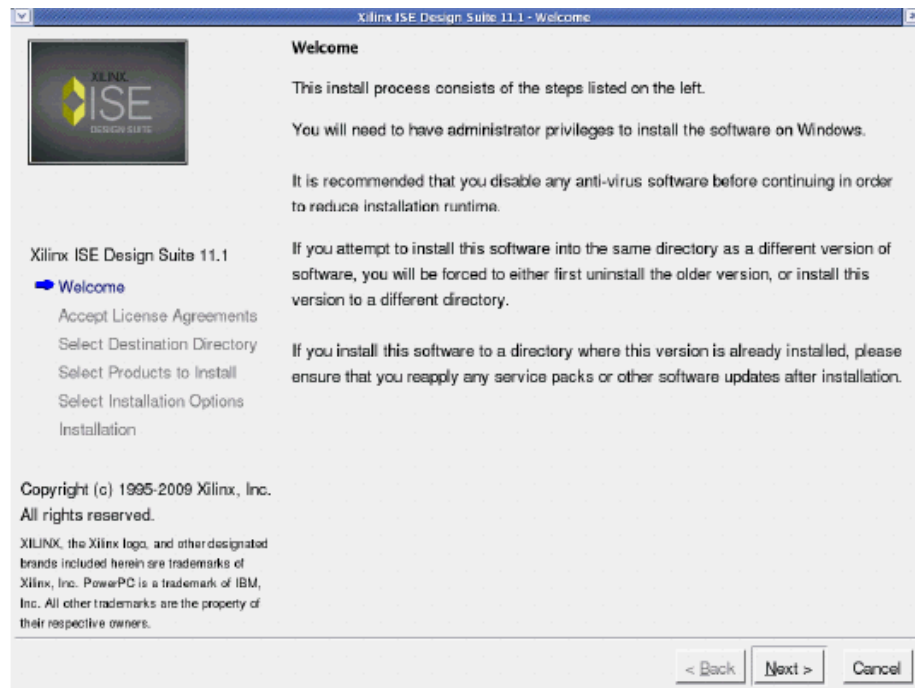 Xilinx ISE Design Suite 11.1 - Welcome
XILINX
ISE
DESIGN SUITE
Xilinx ISE Design Suite 11.1
Welcome
Accept License Agreements
Select Destination Directory
Select Products to Install
Select Installation Options
Installation
Copyright (c) 1995-2009 Xilinx, Inc.
All rights reserved.
XILINX, the Xilinx logo, and other designated
brands included herein are trademarks of
Xilinx, Inc. PowerPC is a trademark of IBM,
Inc. All other trademarks are the property of
their respective owners.
Welcome
This install process consists of the steps listed on the left.
You will need to have administrator privileges to install the software on Windows.
It is recommended that you disable any anti-virus software before continuing in order
to reduce installation runtime.
If you attempt to install this software into the same directory as a different version of
software, you will be forced to either first uninstall the older version, or install this
version to a different directory.
If you install this software to a directory where this version is already installed, please
ensure that you reapply any service packs or other software updates after installation.
< Back
Next >
Cancel